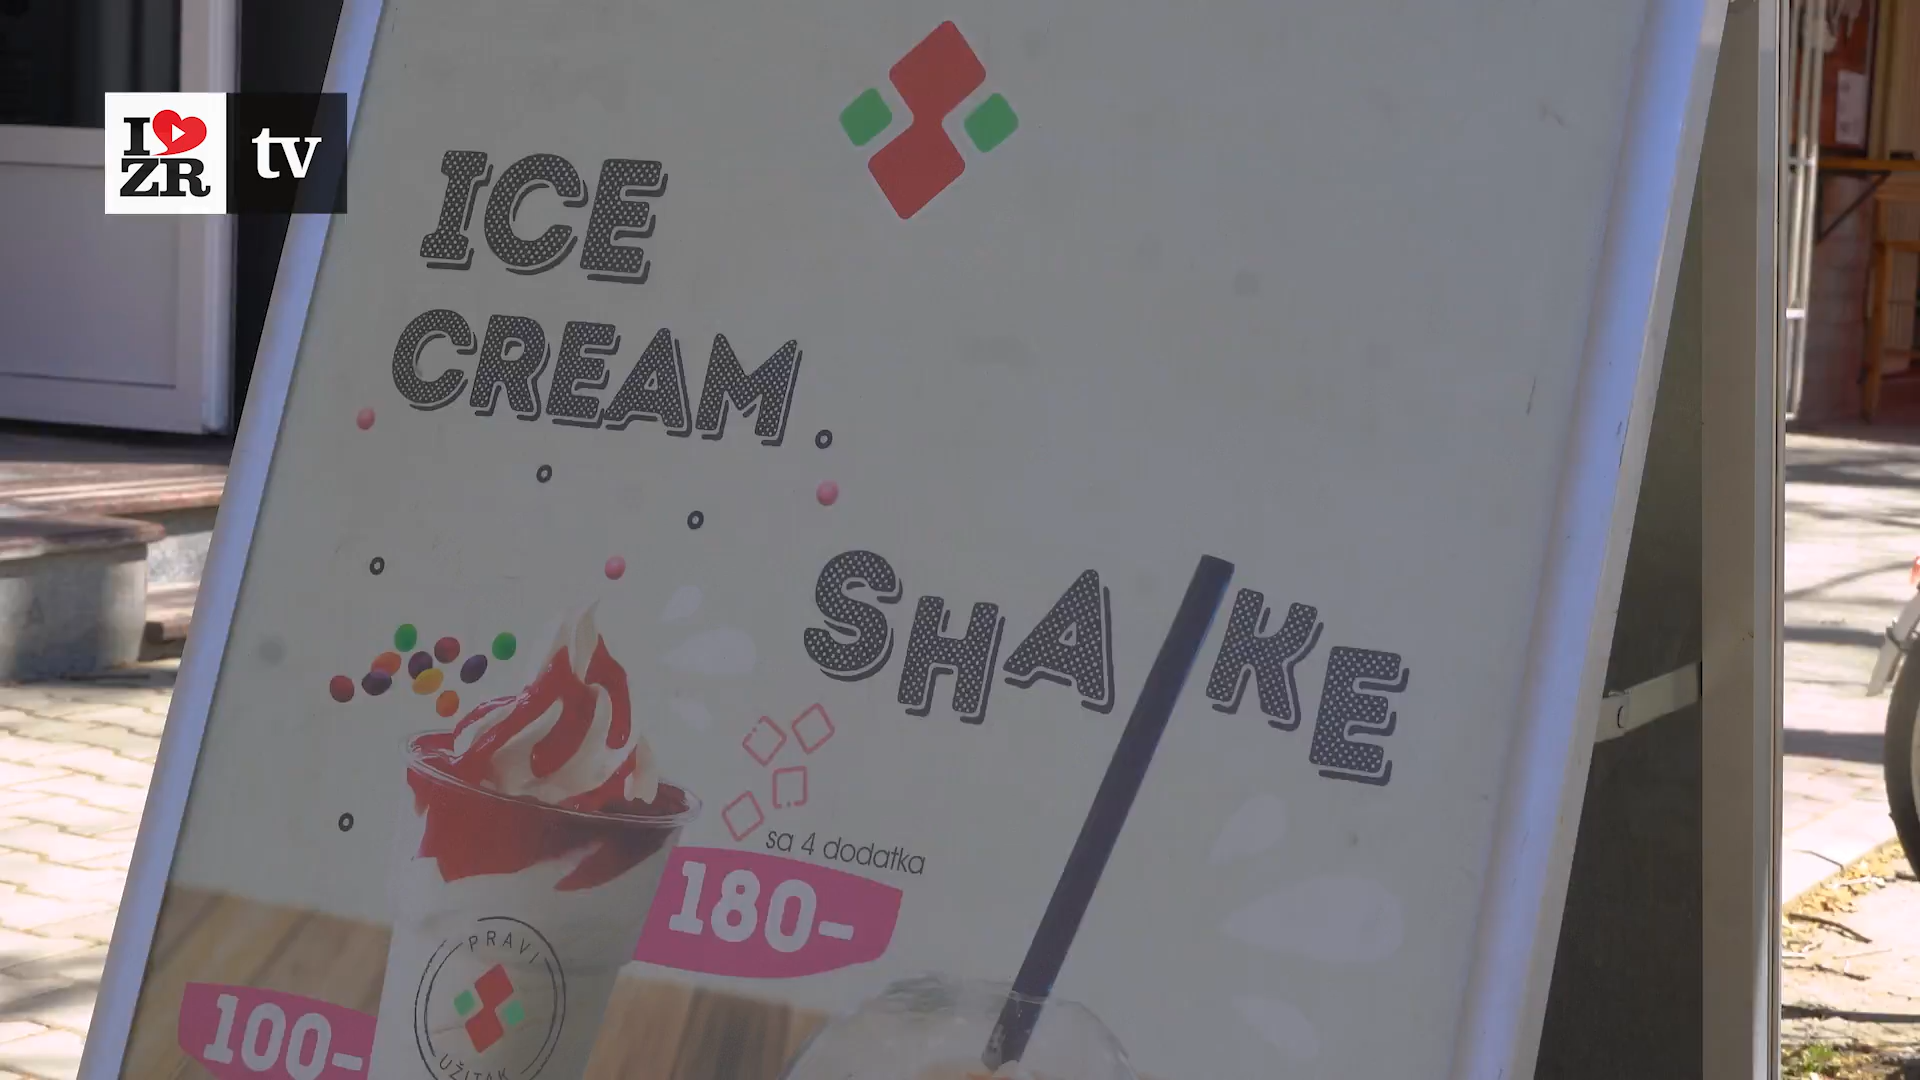 I ZR tv
ICE
CREAM
SHAKE
sa 4 dodatka
180-
PRAVI
UŽITAK
100-